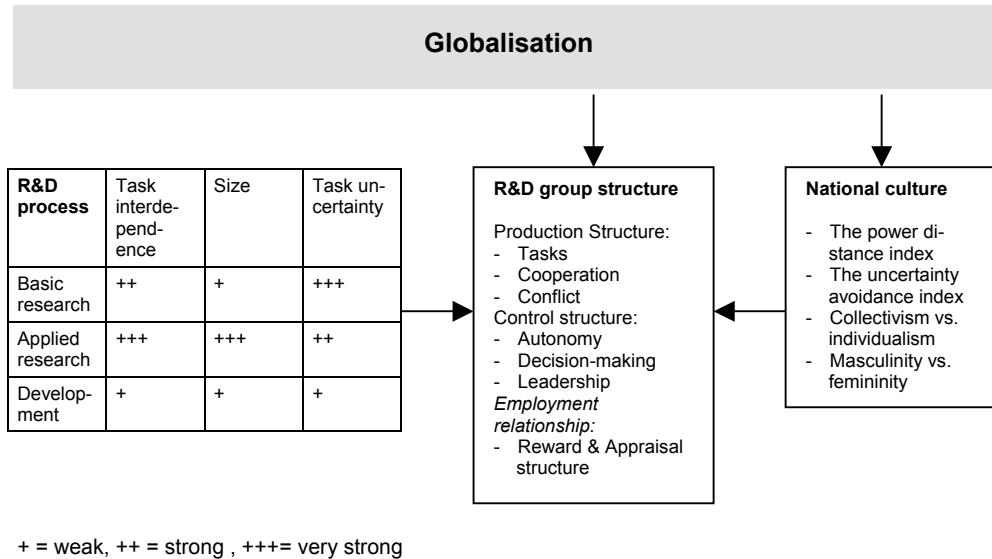 Globalisation
R&D process
Task interde-
pend-
ence
Size
Task un-
certainty
Basic research
++
+
+++
Applied research
+++
+++
++
Develop-
ment
+
+
+
R&D group structure
Production Structure:
- Tasks
- Cooperation
- Conflict
Control structure:
- Autonomy
- Decision-making
- Leadership
Employment
relationship:
- Reward & Appraisal
structure
National culture
- The power di-
stance index
- The uncertainty
avoidance index
- Collectivism vs.
individualism
- Masculinity vs.
femininity
+ = weak, ++ = strong , +++= very strong